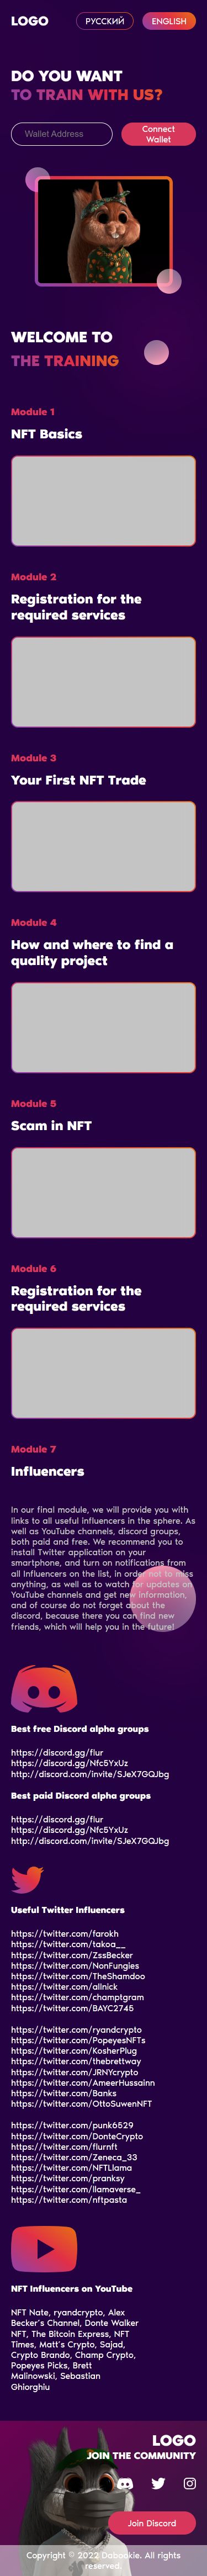 LOGO
РУССКИЙ
ENGLISH
DO YOU WANT
TO TRAIN WITH US?
Wallet Address
Connect
Wallet
WELCOME TO
THE TRAINING
Module 1
NFT Basics
Module 2
Registration for the
required services
Module 3
Your First NFT Trade
Module 4
How and where to find a
quality project
Module 5
Scam in NFT
Module 6
Registration for the
required services
Module 7
Influencers
In our final module, we will provide you with
links to all useful influencers in the sphere. As
well as YouTube channels, discord groups,
both paid and free. We recommend you to
install Twitter application on your
smartphone, and turn on notifications from
all Influencers on the list, in order not to miss
anything, as well as to watch for updates on
YouTube channels and get new information,
and of course do not forget about the
discord, because there you can find new
friends, which will help you in the future!
Best free Discord alpha groups
https://discord.gg/flur
https://discord.gg/Nfc5YxUz
http://discord.com/invite/SJeX7GQJbg
Best paid Discord alpha groups
https://discord.gg/flur
https://discord.gg/Nfc5YxUz
http://discord.com/invite/SJeX7GQJbg
Useful Twitter Influencers
https://twitter.com/farokh
https://twitter.com/takoa__
https://twitter.com/ZssBecker
https://twitter.com/NonFungies
https://twitter.com/TheShamdoo
https://twitter.com/allnick
https://twitter.com/champtgram
https://twitter.com/BAYC2745
https://twitter.com/ryandcrypto
https://twitter.com/PopeyesNFTs
https://twitter.com/KosherPlug
https://twitter.com/thebrettway
https://twitter.com/JRNYcrypto
https://twitter.com/AmeerHussainn
https://twitter.com/Banks
https://twitter.com/OttoSuwenNFT
https://twitter.com/punk6529
https://twitter.com/DonteCrypto
https://twitter.com/flurnft
https://twitter.com/Zeneca_33
https://twitter.com/NFTLlama
https://twitter.com/pranksy
https://twitter.com/llamaverse_
https://twitter.com/nftpasta
NFT Influencers on YouTube
NFT Nate, ryandcrypto, Alex
Becker's Channel, Donte Walker
NFT, The Bitcoin Express, NFT
Times, Matt's Crypto, Sajad,
Crypto Brando, Champ Crypto,
Popeyes Picks, Brett
Malinowski, Sebastian
Ghiorghiu
LOGO
JOIN THE COMMUNITY
Join Discord
Copyright © 2022 Dabookie. All rights
reserved.